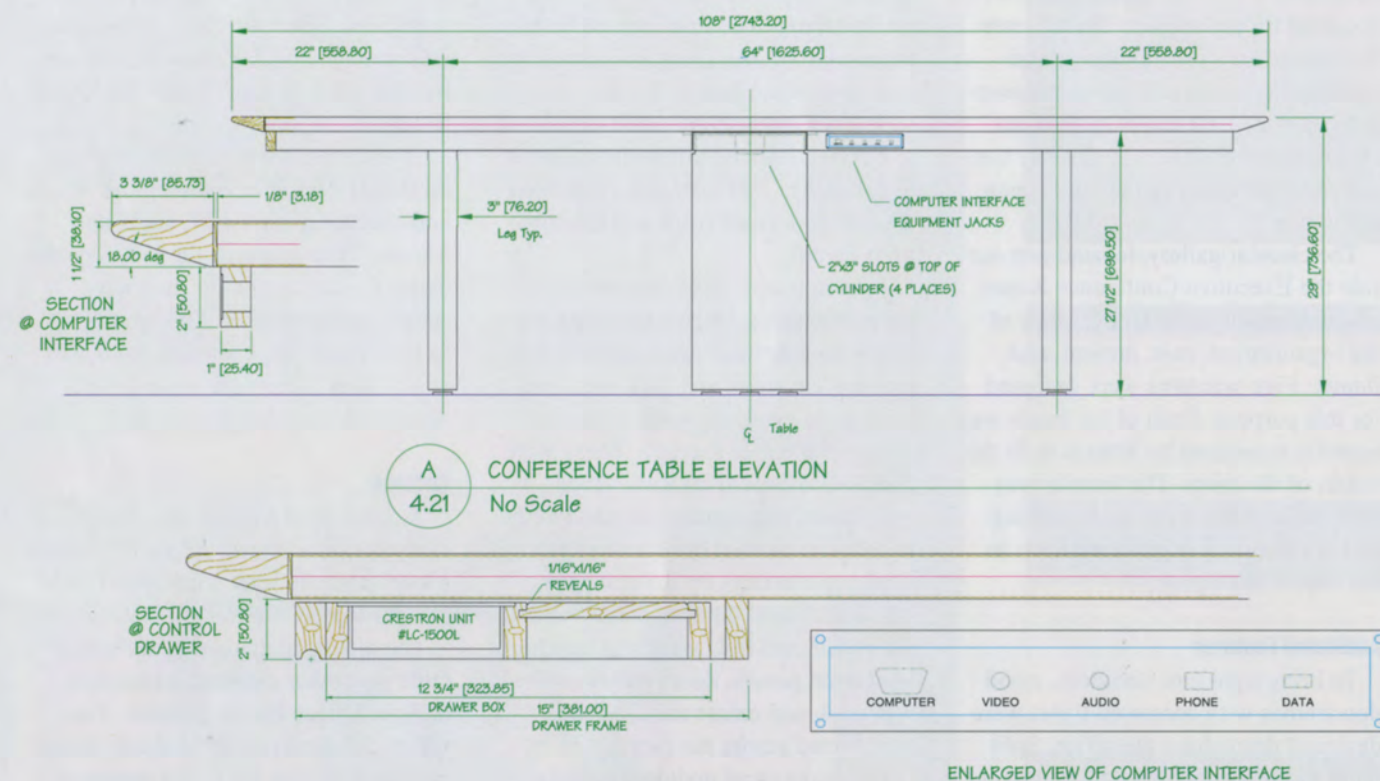 108" [2743.20]
22" [558.80]
64" [1625.60]
22" [558.80]
3 3/8" [85.73]
1/8" [3.18]
3" [76.20]
Leg Typ.
1 1/2" [38.10]
18.00 deg
2" [50.80]
1" [25.40]
SECTION
@ COMPUTER
INTERFACE
COMPUTER INTERFACE
EQUIPMENT JACKS
2"X3" SLOTS @ TOP OF
CYLINDER (4 PLACES)
27 1/2" [698.50]
29" [736.60]
Table
A
4.21
CONFERENCE TABLE ELEVATION
No Scale
1/16"x1/16"
REVEALS
SECTION
@ CONTROL
DRAWER
2" [50.80]
CRESTRON UNIT
#LC-1500L
12 3/4" [323.85]
DRAWER BOX
15" [381.00]
DRAWER FRAME
COMPUTER
VIDEO
AUDIO
PHONE
DATA
ENLARGED VIEW OF COMPUTER INTERFACE